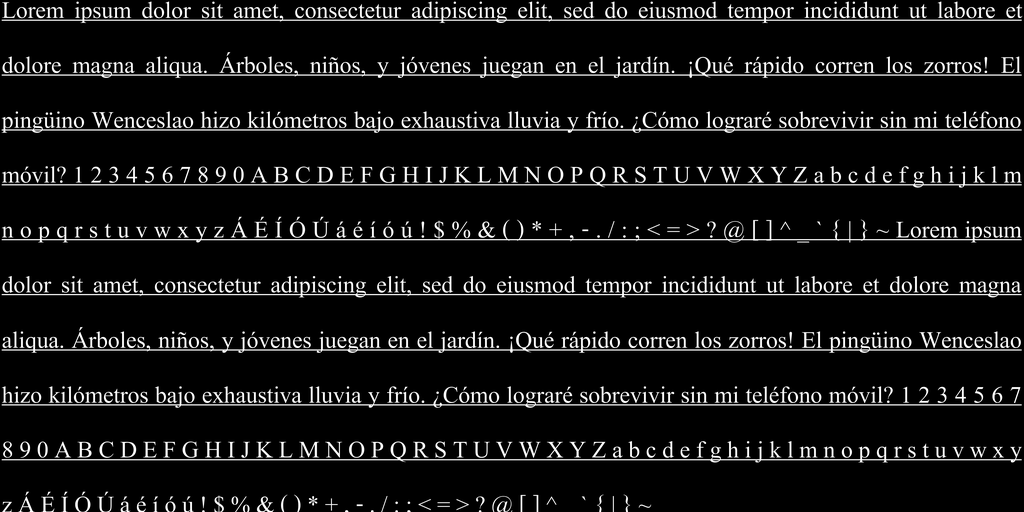 Lorem ipsum dolor sit amet, consectetur adipiscing elit, sed do eiusmod tempor incididunt ut labore et
dolore magna aliqua. Árboles, niños, y jóvenes juegan en el jardín. ¡Qué rápido corren los zorros! El
pingüino Wenceslao hizo kilómetros bajo exhaustiva lluvia y frío. ¿Cómo lograré sobrevivir sin mi teléfono
móvil? 1 2 3 4 5 6 7 8 9 0 A B C D E F G H I J K L M N O P Q R S T U V W X Y Z a b c d e f g h i j k l m
n o p q r s t u v w x y z Á É Í Ó Ú á é í ó ú ! $ % & ( ) * + , - . / : ; < = > ? @ [ ] ^ _ ` { | } ~ Lorem ipsum
dolor sit amet, consectetur adipiscing elit, sed do eiusmod tempor incididunt ut labore et dolore magna
aliqua. Árboles, niños, y jóvenes juegan en el jardín. ¡Qué rápido corren los zorros! El pingüino Wenceslao
hizo kilómetros bajo exhaustiva lluvia y frío. ¿Cómo lograré sobrevivir sin mi teléfono móvil? 1 2 3 4 5 6 7
8 9 0 A B C D E F G H I J K L M N O P Q R S T U V W X Y Z a b c d e f g h i j k l m n o p q r s t u v w x y
z Á É Í Ó Ú á é í ó ú ! $ % & ( ) * + , - . / : ; < = > ? @ [ ] ^ _ ` { | } ~